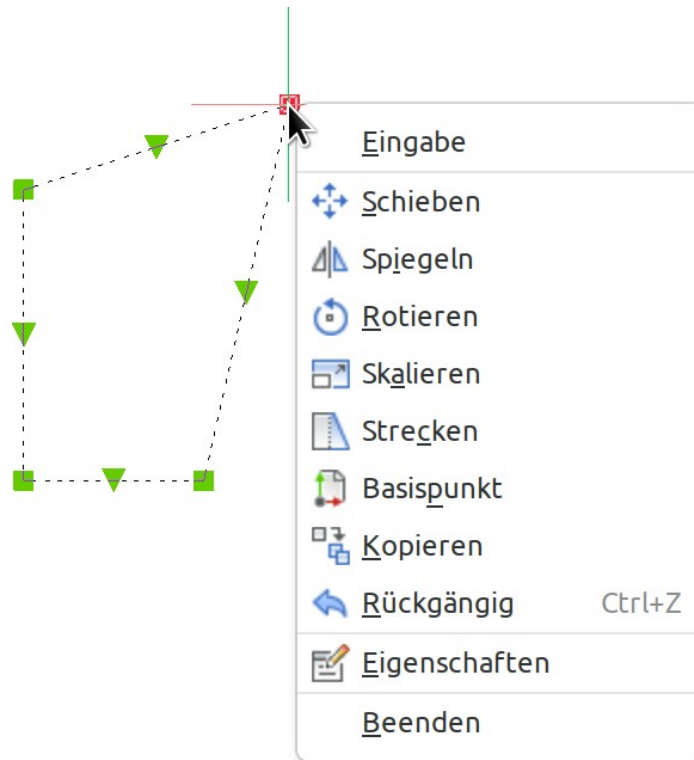 Eingabe
Schieben
Spiegeln
Rotieren
Skalieren
Strecken
Basispunkt
Kopieren
Rückgängig Ctrl+Z
Eigenschaften
Beenden